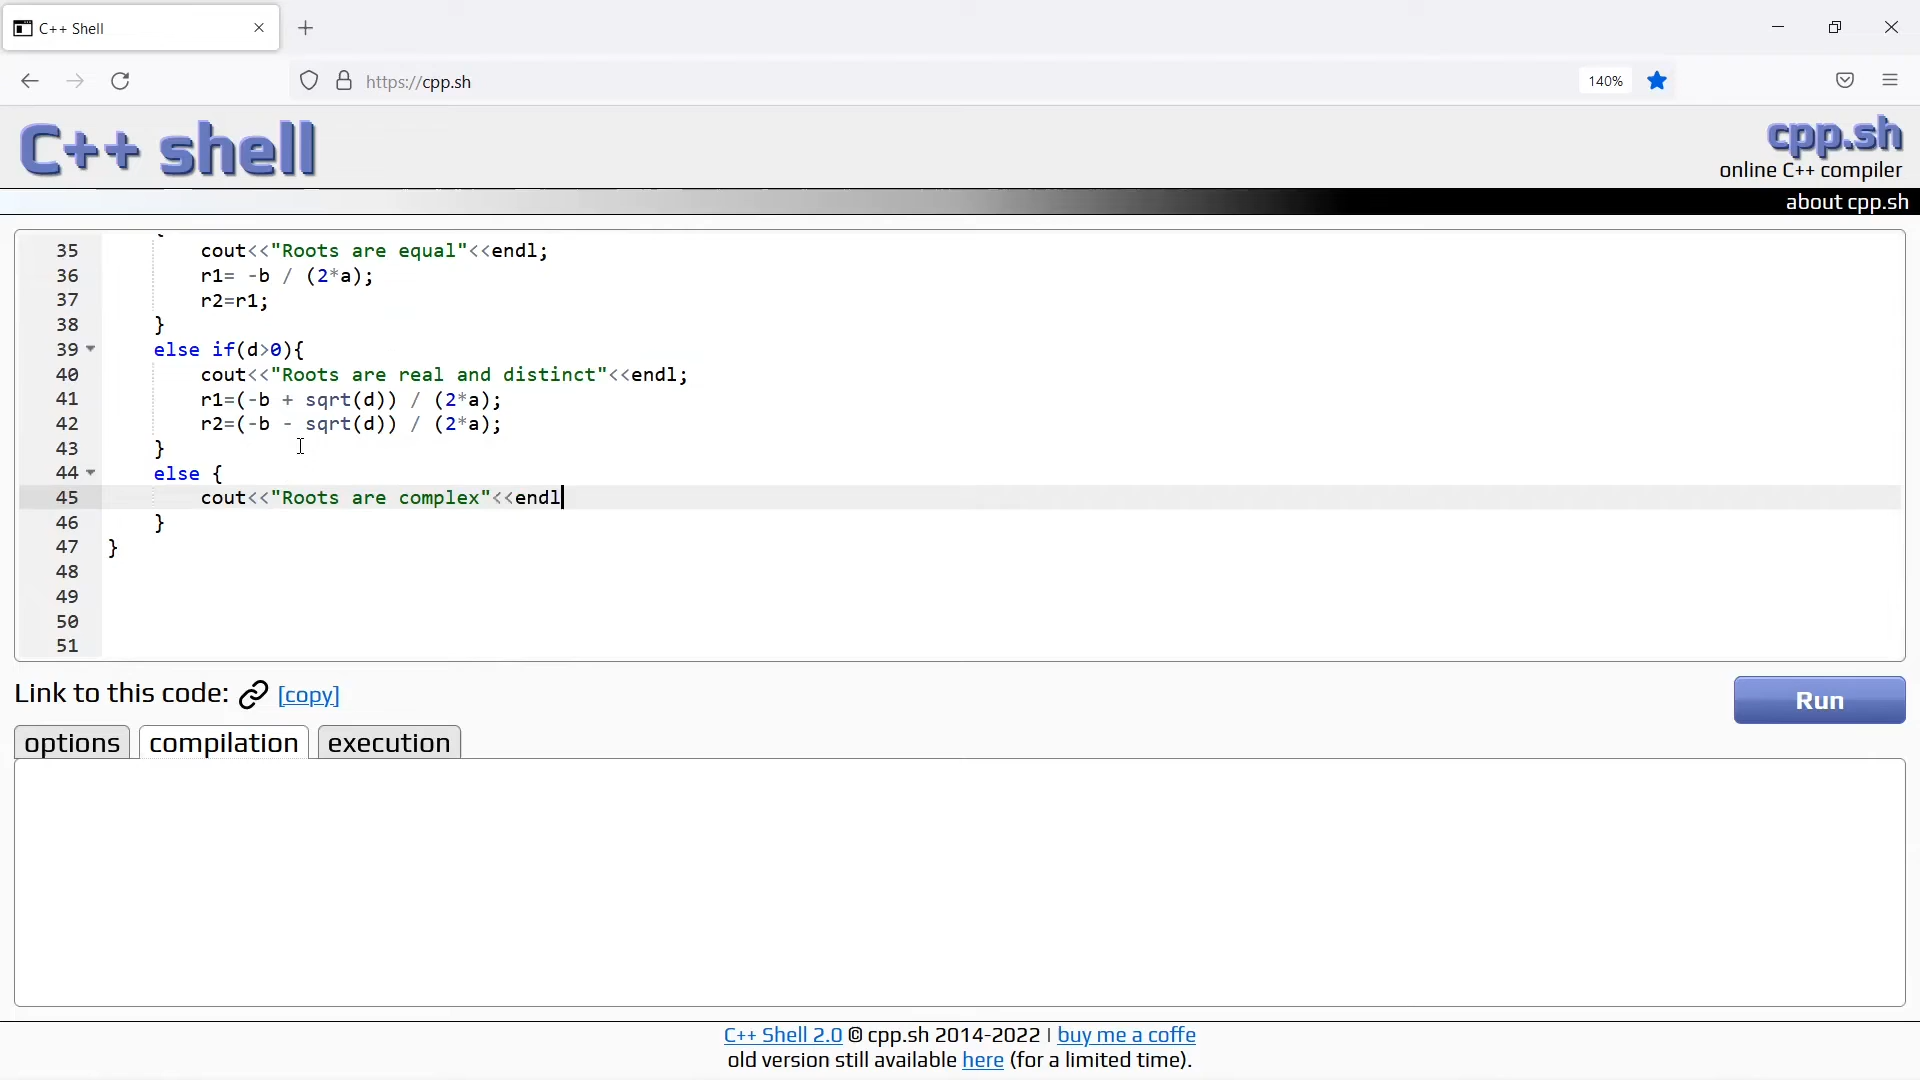 C++ Shell
https://cpp.sh
140%
C++ shell
cpp.sh
online C++ compiler
about cpp.sh
35 cout<<"Roots are equal"<<endl;
36 r1= -b / (2*a);
37 r2=r1;
38 }
39 else if(d>0){
40 cout<<"Roots are real and distinct"<<endl;
41 r1=(-b + sqrt(d)) / (2*a);
42 r2=(-b - sqrt(d)) / (2*a);
43 }
44 else {
45 cout<<"Roots are complex"<<endl
46 }
47 }
48
49
50
51
Link to this code: [copy]
Run
options compilation execution
C++ Shell 2.0 © cpp.sh 2014-2022 | buy me a coffe
old version still available here (for a limited time).